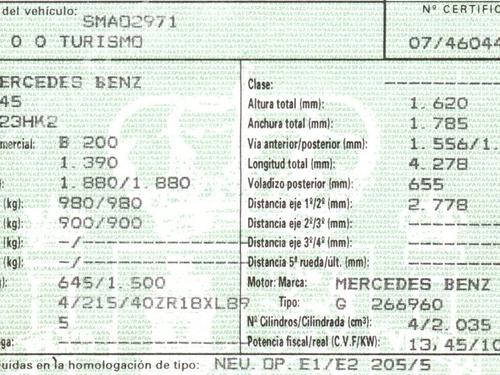 del vehículo:
SMA02971
Nº CERTIFIC
0 0 TURISMO
07/46044
ERCEDES BENZ
Clase: ----------
45
Altura total (mm): 1. 620
23HK2
Anchura total (mm): 1. 785
mercial: B 200
Via anterior/posterior (mm): 1. 556/1.
1. 390
Longitud total (mm): 4. 278
1. 880/1. 880
Voladizo posterior (mm): 655
(kg): 980/980
Distancia eje 1º/2º (mm): 2. 778
(kg): 900/900
Distancia eje 2º/3º (mm): ----------
(kg): -/----------
Distancia eje 3º/4º (mm): ----------
(kg): -/----------
Distancia 5ª rueda/últ. (mm): ----------
645/1. 500
Motor: Marca: MERCEDES BENZ
4/215/40ZR18XL89
Tipo: G 266960
5
Nº Cilindros/Cilindrada (cm³): 4/2. 035
ga: ----------
Potencia fiscal/real (C.V.F/KW): 13, 45/10
uidas en la homologación de tipo: NEU. OP. E1/E2 205/5